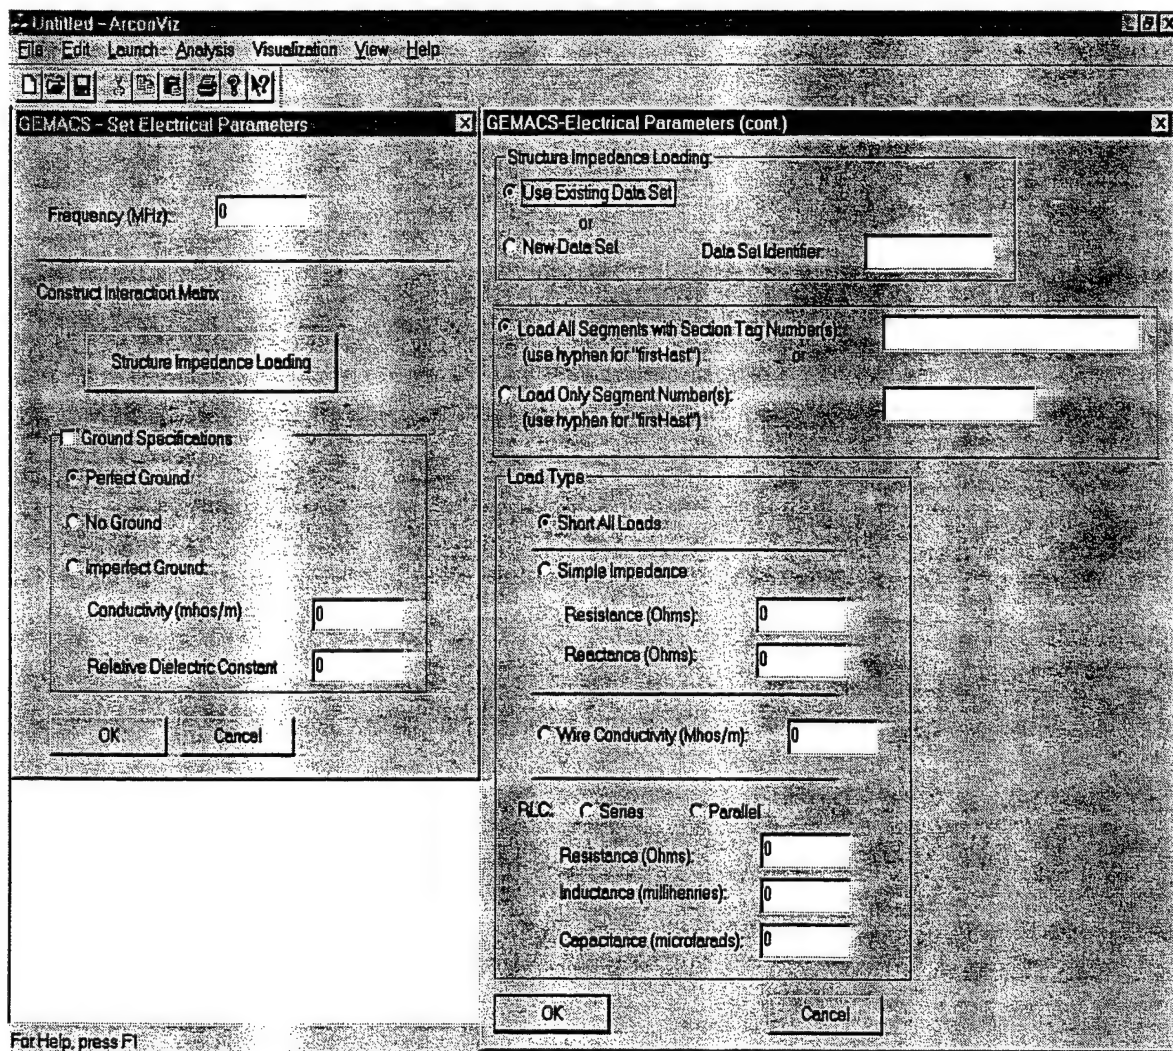 Untitled - ArconViz
File Edit Launch Analysis Visualization View Help
GEMACS - Set Electrical Parameters
Frequency (MHz): 0
Construct Interaction Matrix
Structure Impedance Loading
Ground Specifications
Perfect Ground
No Ground
Imperfect Ground:
Conductivity (mhos/m) 0
Relative Dielectric Constant 0
OK Cancel
GEMACS-Electrical Parameters (cont.)
Structure Impedance Loading:
Use Existing Data Set
or
New Data Set Data Set Identifier:
Load All Segments with Section Tag Number(s):
(use hyphen for "first-last") or
Load Only Segment Number(s):
(use hyphen for "first-last")
Load Type
Short All Loads
Simple Impedance
Resistance (Ohms): 0
Reactance (Ohms): 0
Wire Conductivity (Mhos/m): 0
RLC: Series Parallel
Resistance (Ohms): 0
Inductance (millihenries): 0
Capacitance (microfarads): 0
OK Cancel
For Help, press F1